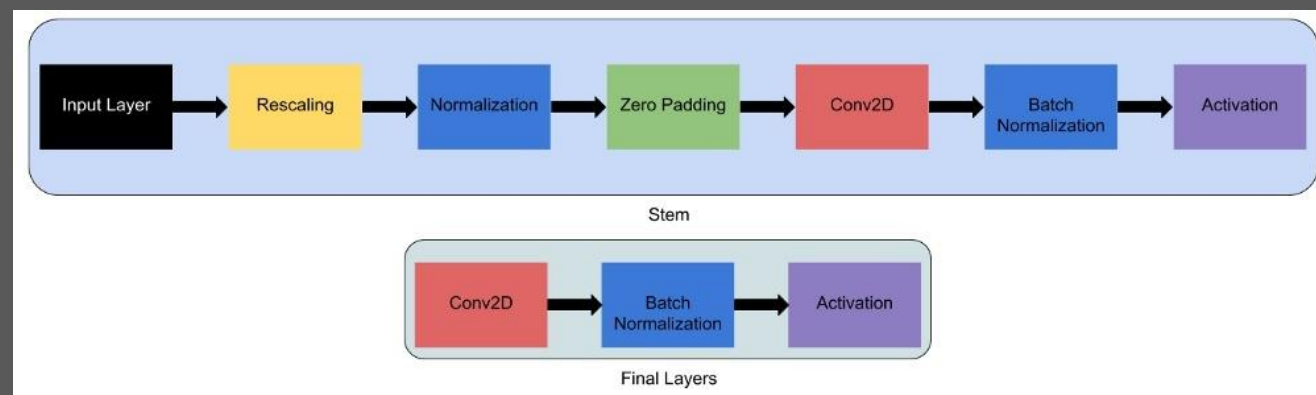 Input Layer
Rescaling
Normalization
Zero Padding
Conv2D
Batch
Normalization
Activation
Stem
Conv2D
Batch
Normalization
Activation
Final Layers